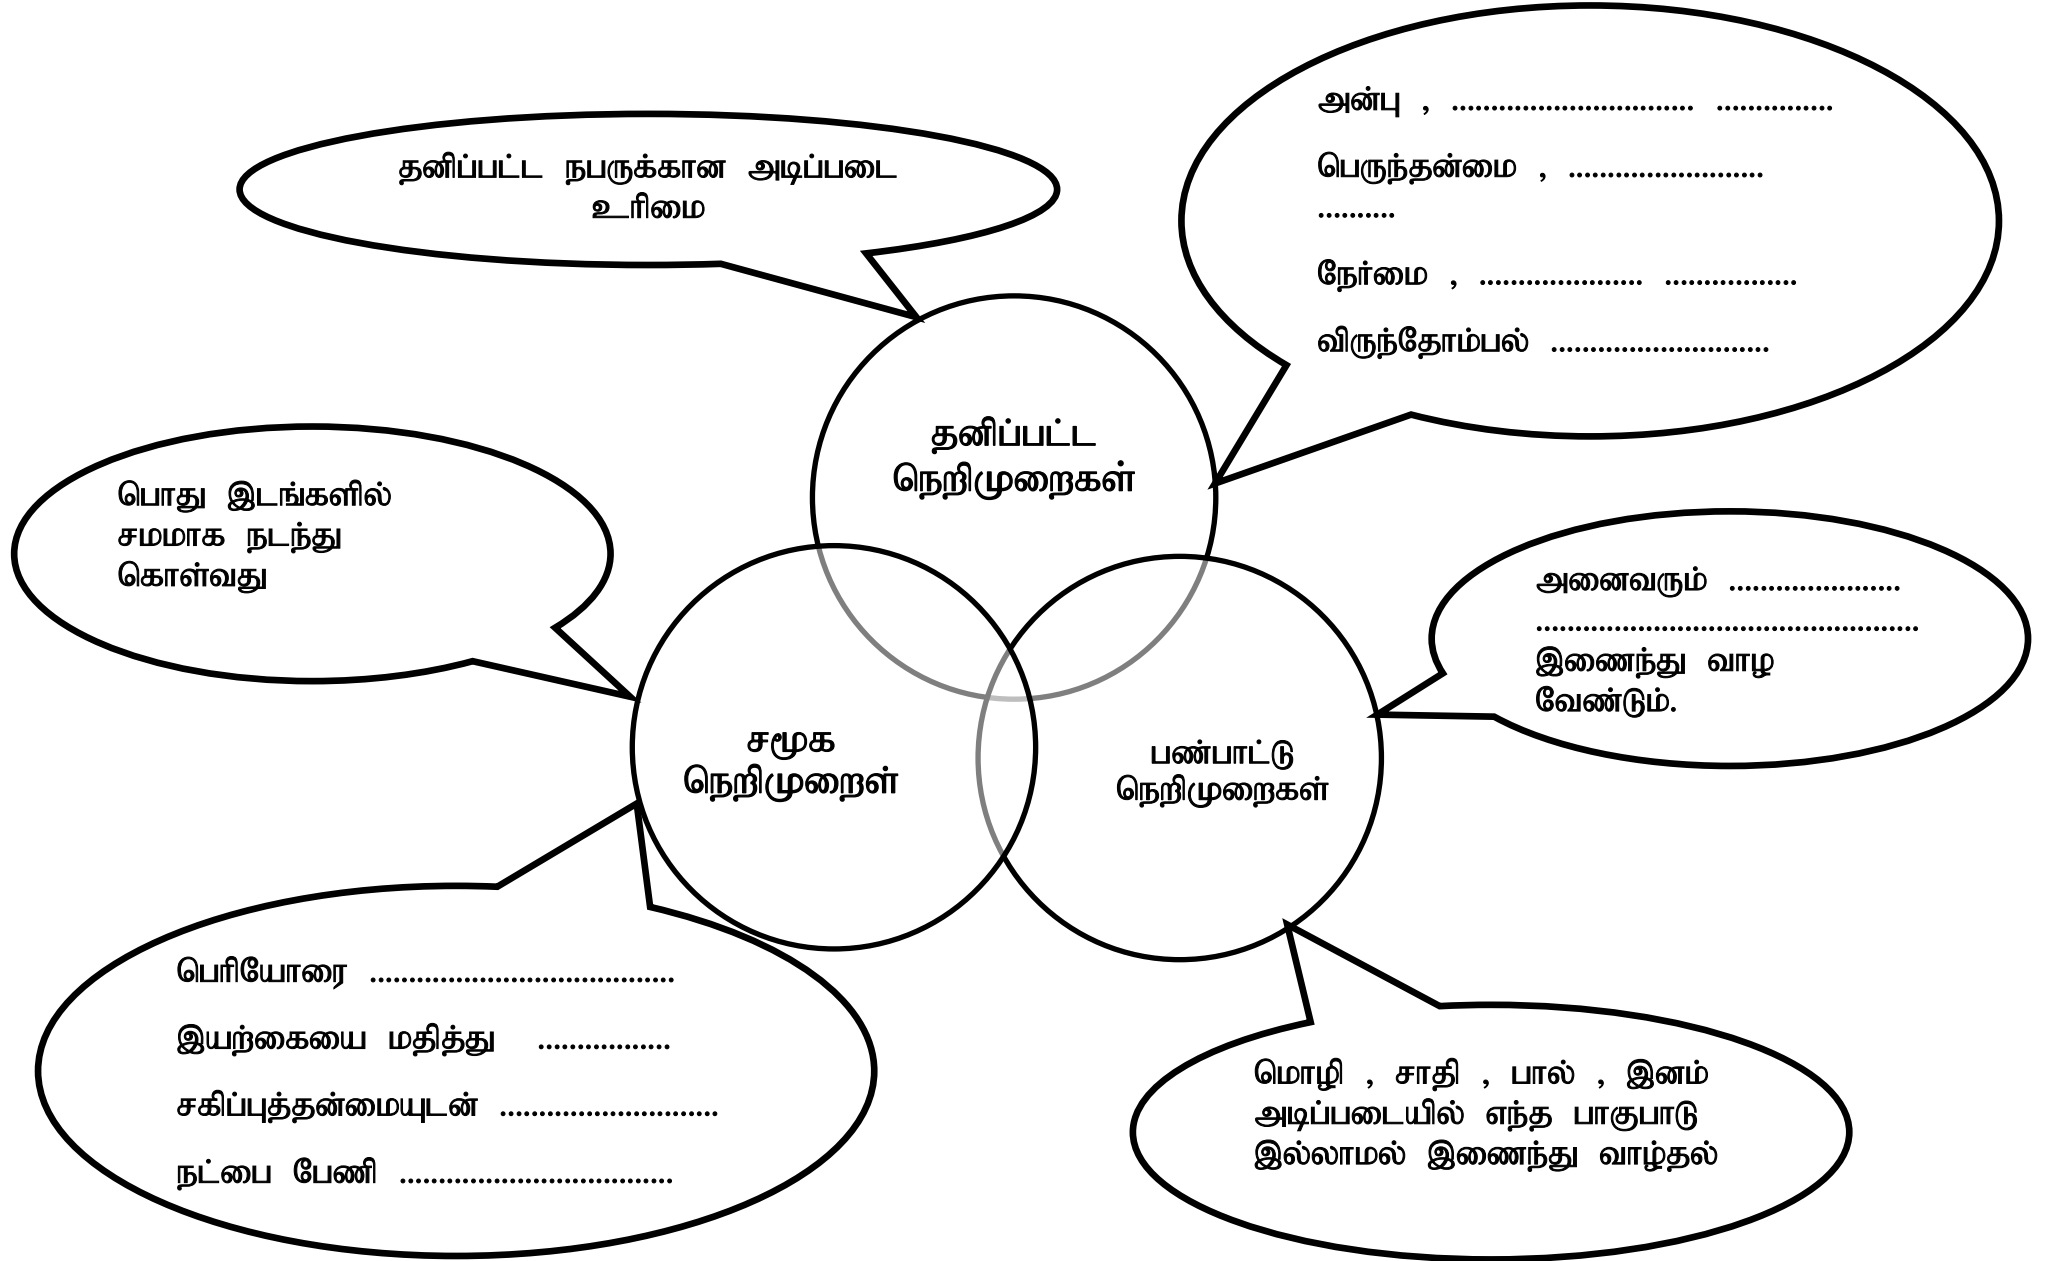 தனிப்பட்ட நபருக்கான அடிப்படை
உரிமை
அன்பு , ............................... ...............
பெருந்தன்மை , .........................
..........
நேர்மை , ..................... .................
விருந்தோம்பல் ............................
தனிப்பட்ட
நெறிமுறைகள்
பொது இடங்களில்
சமமாக நடந்து
கொள்வது
அனைவரும் ......................
.................................................
இணைந்து வாழ
வேண்டும்.
சமூக
நெறிமுறைள்
பண்பாட்டு
நெறிமுறைகள்
பெரியோரை .......................................
இயற்கையை மதித்து .................
சகிப்புத்தன்மையுடன் ............................
நட்பை பேணி ...................................
மொழி , சாதி , பால் , இனம்
அடிப்படையில் எந்த பாகுபாடு
இல்லாமல் இணைந்து வாழ்தல்